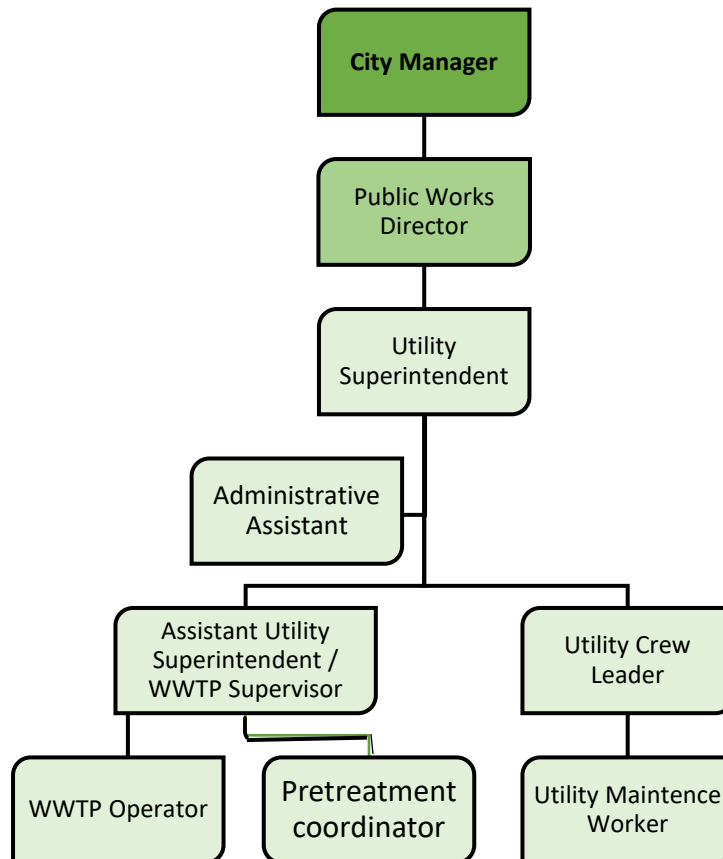 City Manager
Public Works
Director
Utility
Superintendent
Administrative
Assistant
Assistant Utility
Superintendent /
WWTP Supervisor
Utility Crew
Leader
WWTP Operator
Pretreatment
coordinator
Utility Maintence
Worker